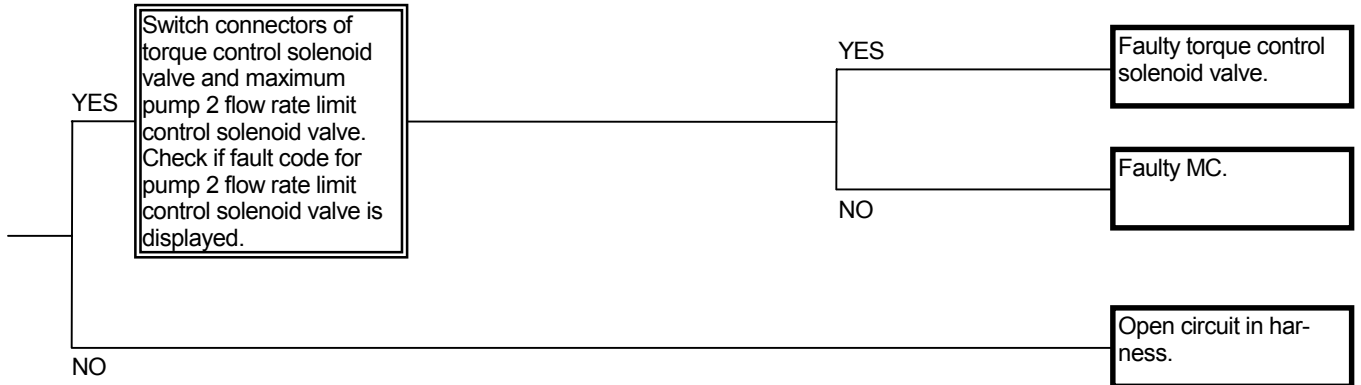 YES
Switch connectors of
torque control solenoid
valve and maximum
pump 2 flow rate limit
control solenoid valve.
Check if fault code for
pump 2 flow rate limit
control solenoid valve is
displayed.
YES
Faulty torque control
solenoid valve.
NO
Faulty MC.
NO
Open circuit in har-
ness.